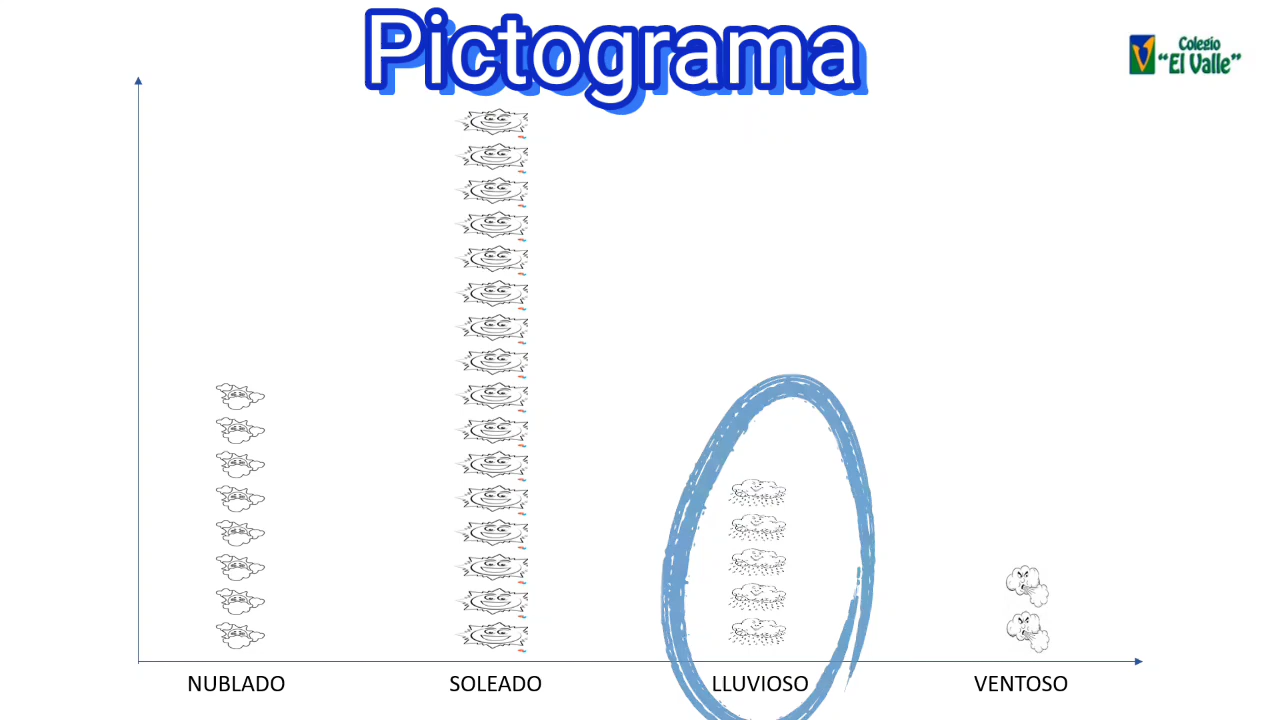 Pictograma
Colegio
"El Valle"
NUBLADO
SOLEADO
LLUVIOSO
VENTOSO